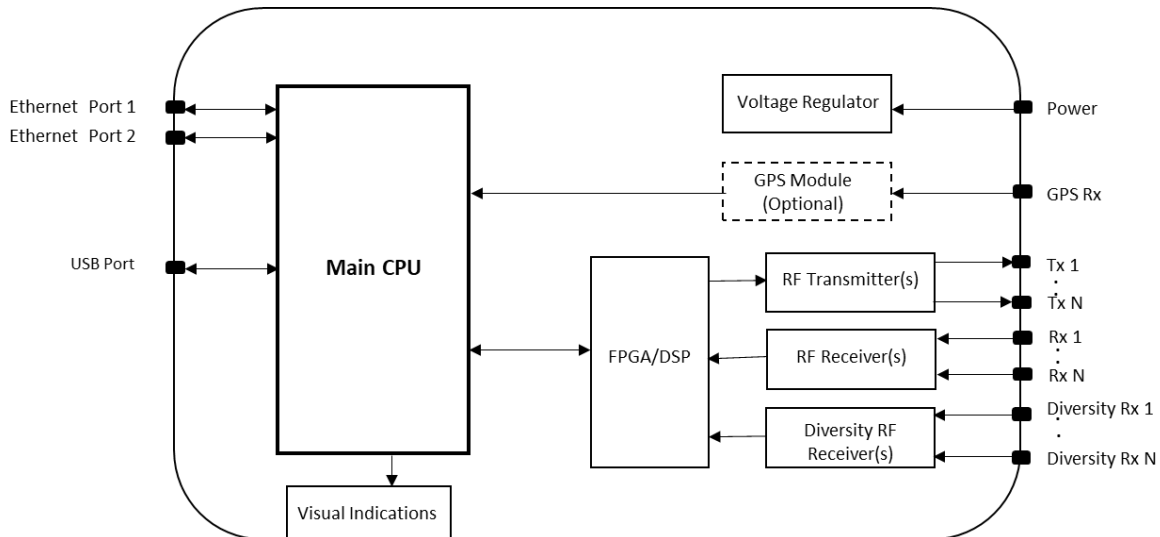 Ethernet Port 1
Ethernet Port 2
USB Port
Main CPU
Visual Indications
Voltage Regulator
GPS Module
(Optional)
FPGA/DSP
RF Transmitter(s)
RF Receiver(s)
Diversity RF
Receiver(s)
Power
GPS Rx
Tx 1
Tx N
Rx 1
Rx N
Diversity Rx 1
Diversity Rx N